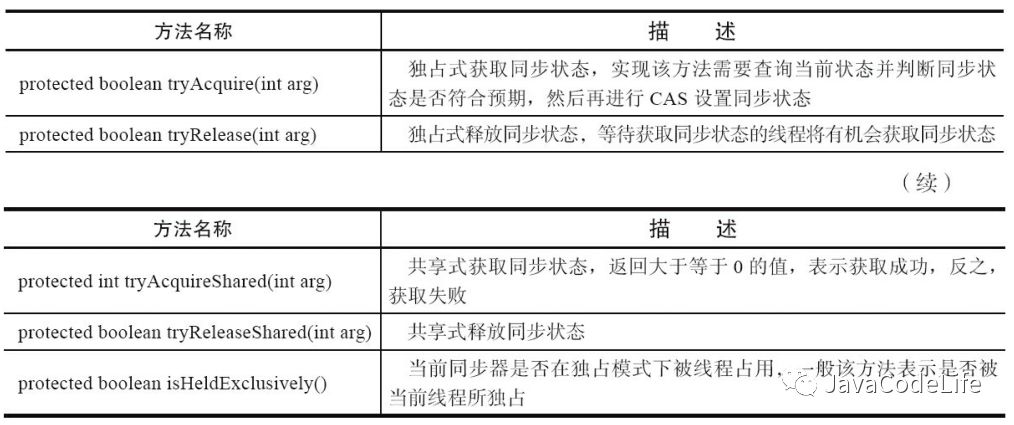 方法名称 描 述
protected boolean tryAcquire(int arg) 独占式获取同步状态，实现该方法需要查询当前状态并判断同步状
态是否符合预期，然后再进行 CAS 设置同步状态
protected boolean tryRelease(int arg) 独占式释放同步状态，等待获取同步状态的线程将有机会获取同步状态
（续）
方法名称 描 述
protected int tryAcquireShared(int arg) 共享式获取同步状态，返回大于等于 0 的值，表示获取成功，反之，
获取失败
protected boolean tryReleaseShared(int arg) 共享式释放同步状态
protected boolean isHeldExclusively() 当前同步器是否在独占模式下被线程占用，一般该方法表示是否被
当前线程所独占
JavaCodeLife